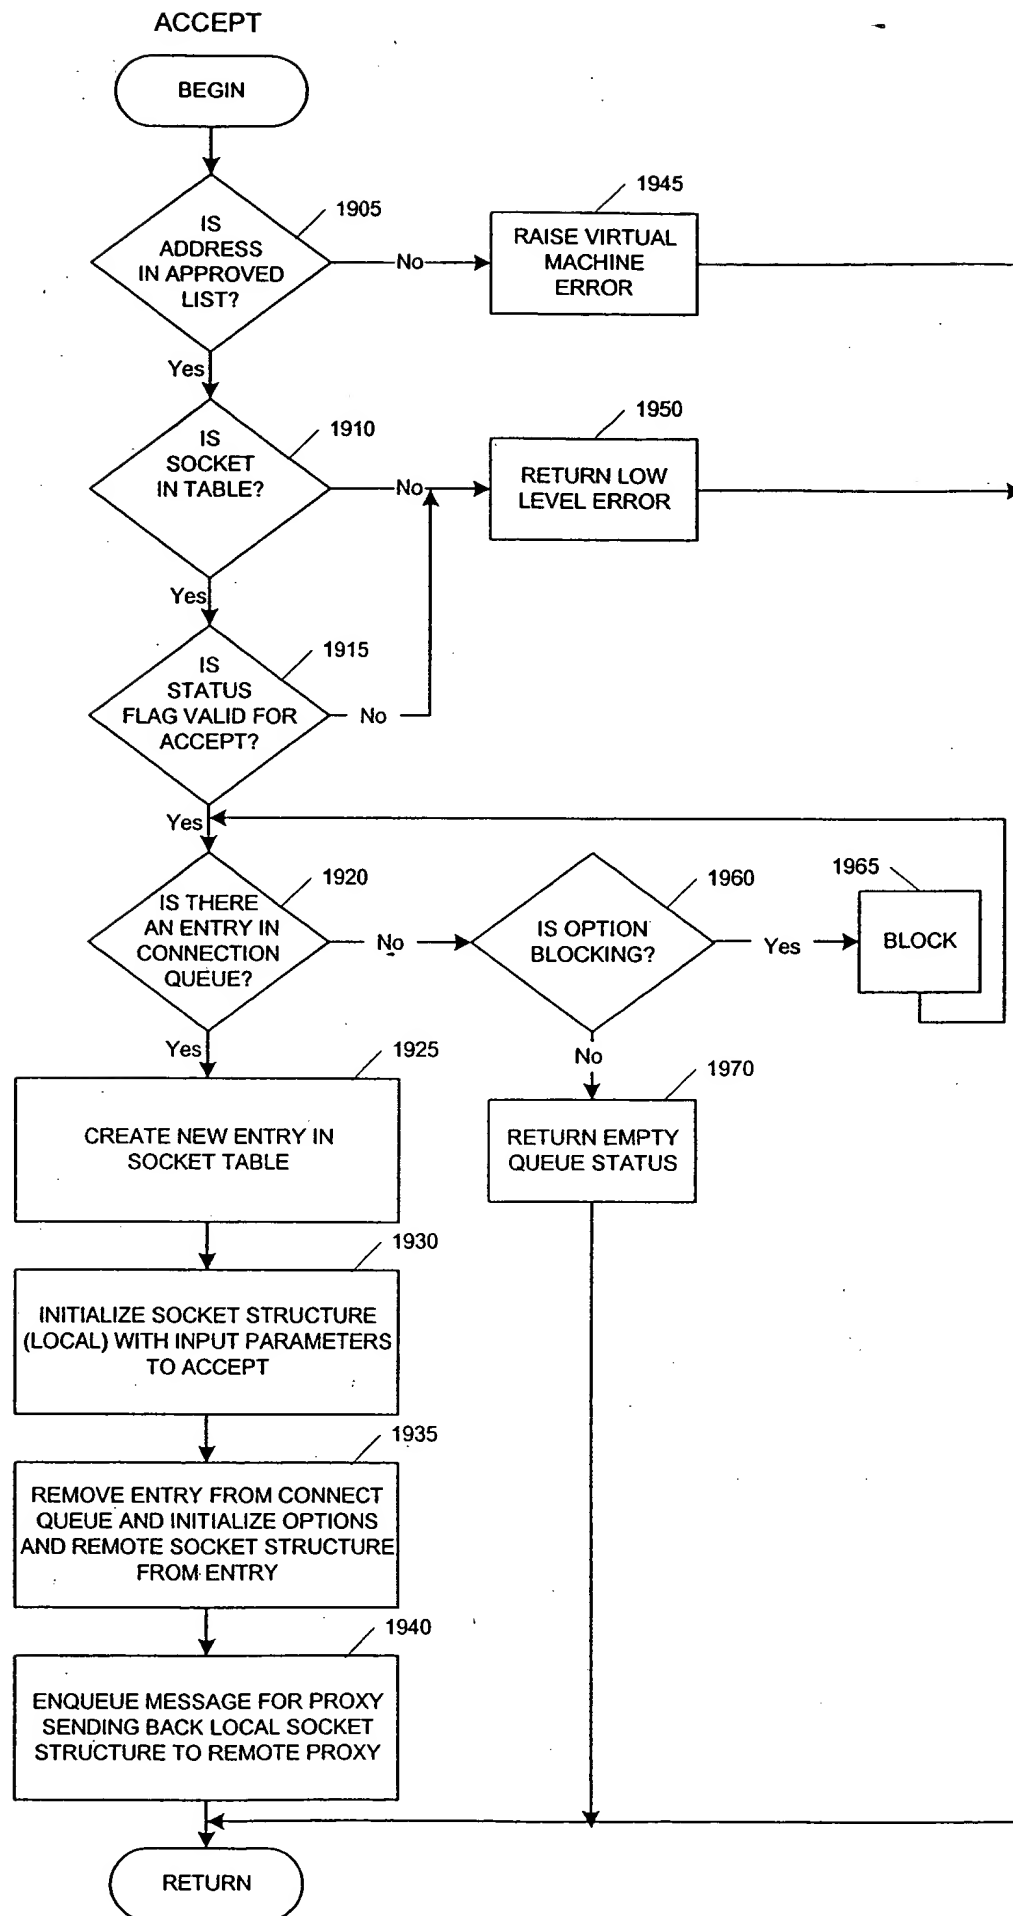 ACCEPT
BEGIN
1905
IS
ADDRESS
IN APPROVED
LIST?
No
1945
RAISE VIRTUAL
MACHINE
ERROR
Yes
1910
IS
SOCKET
IN TABLE?
No
1950
RETURN LOW
LEVEL ERROR
Yes
1915
IS
STATUS
FLAG VALID FOR
ACCEPT?
No
Yes
1920
IS THERE
AN ENTRY IN
CONNECTION
QUEUE?
No
1960
IS OPTION
BLOCKING?
Yes
1965
BLOCK
Yes
No
1925
CREATE NEW ENTRY IN
SOCKET TABLE
1970
RETURN EMPTY
QUEUE STATUS
1930
INITIALIZE SOCKET STRUCTURE
(LOCAL) WITH INPUT PARAMETERS
TO ACCEPT
1935
REMOVE ENTRY FROM CONNECT
QUEUE AND INITIALIZE OPTIONS
AND REMOTE SOCKET STRUCTURE
FROM ENTRY
1940
ENQUEUE MESSAGE FOR PROXY
SENDING BACK LOCAL SOCKET
STRUCTURE TO REMOTE PROXY
RETURN